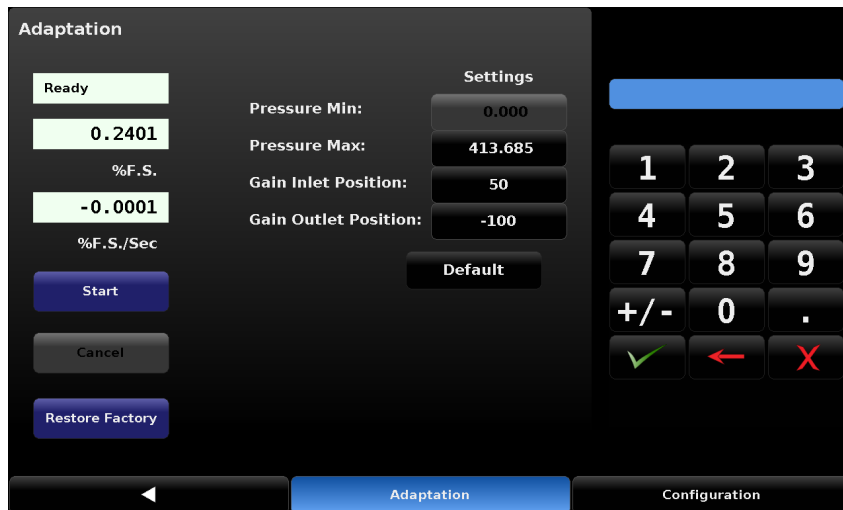 Adaptation
Ready
0.2401
%F.S.
-0.0001
%F.S./Sec
Start
Cancel
Restore Factory
Settings
Pressure Min: 0.000
Pressure Max: 413.685
Gain Inlet Position: 50
Gain Outlet Position: -100
Default
1 2 3
4 5 6
7 8 9
+/- 0 .
X
Adaptation Configuration